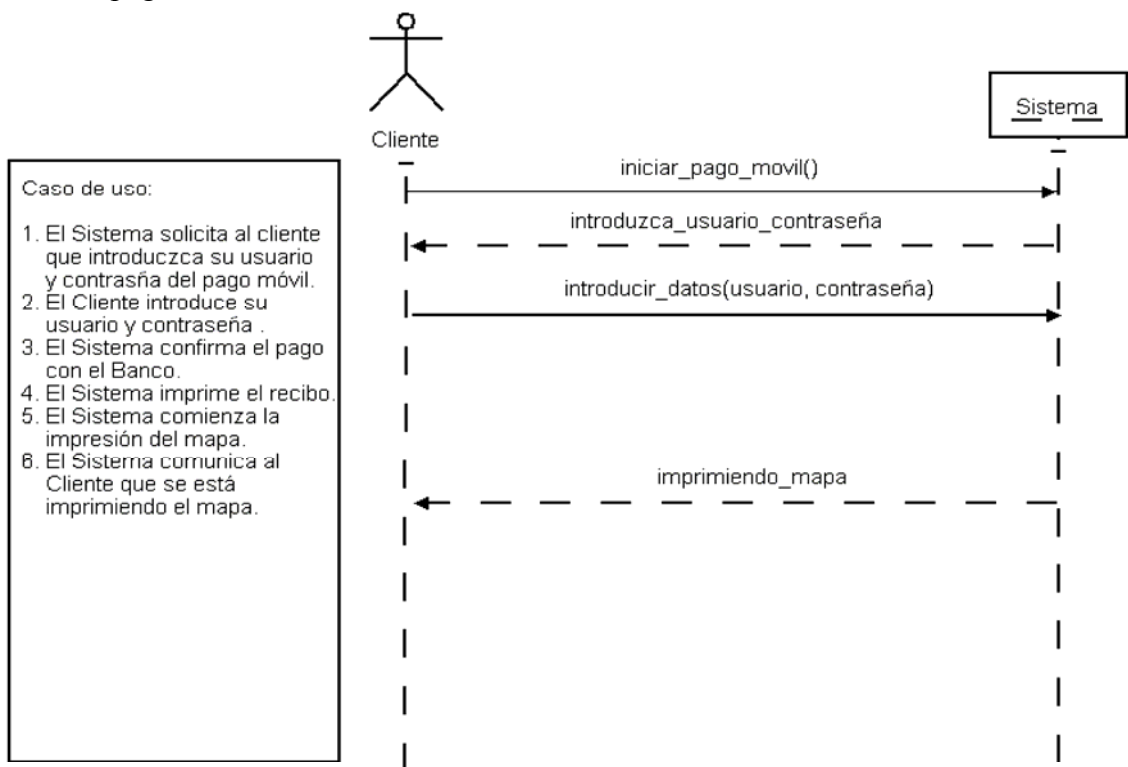 Cliente
Sistema
Caso de uso:
1. El Sistema solicita al cliente
que introduczca su usuario
y contrasña del pago móvil.
2. El Cliente introduce su
usuario y contraseña .
3. El Sistema confirma el pago
con el Banco.
4. El Sistema imprime el recibo.
5. El Sistema comienza la
impresión del mapa.
6. El Sistema comunica al
Cliente que se está
imprimiendo el mapa.
iniciar_pago_movil()
introduzca_usuario_contraseña
introducir_datos(usuario, contraseña)
imprimiendo_mapa